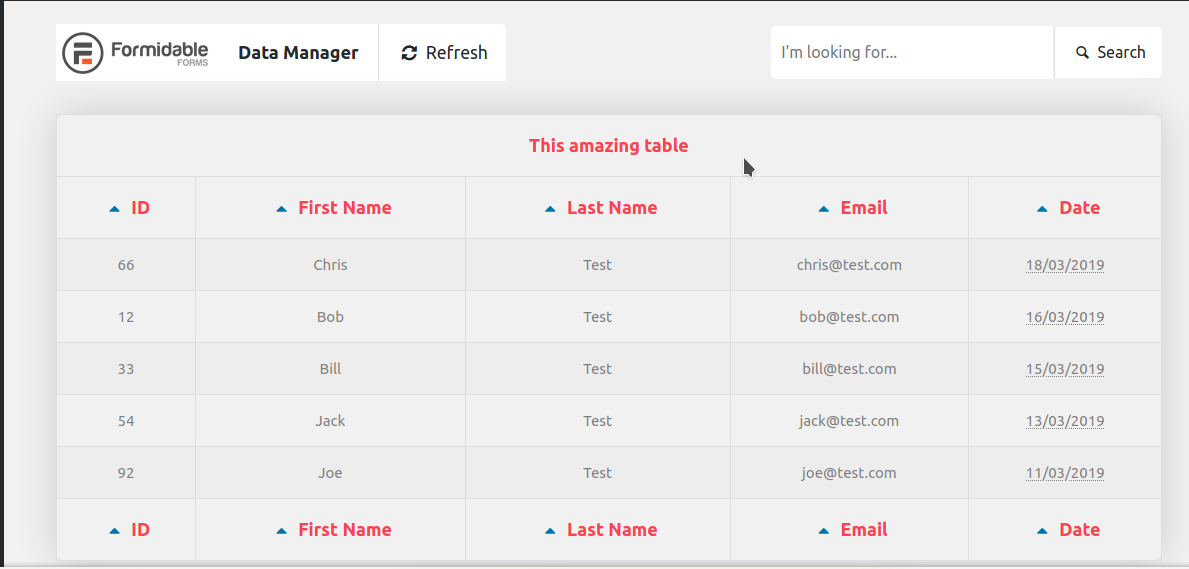 Formidable FORMS Data Manager Refresh I'm looking for... Search
This amazing table
ID First Name Last Name Email Date
66 Chris Test chris@test.com 18/03/2019
12 Bob Test bob@test.com 16/03/2019
33 Bill Test bill@test.com 15/03/2019
54 Jack Test jack@test.com 13/03/2019
92 Joe Test joe@test.com 11/03/2019
ID First Name Last Name Email Date